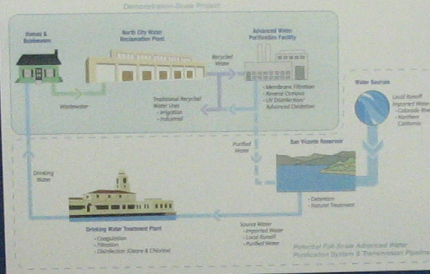 Demonstration-Scale Project
Homes &
Businesses
North City Water
Reclamation Plant
Advanced Water
Purification Facility
Recycled
Water
Wastewater
Traditional Recycled
Water Uses
- Irrigation
- Industrial
- Membrane Filtration
- Reverse Osmosis
- UV Disinfection/
Advanced Oxidation
Water Sources
Local Runoff
Imported Water
- Colorado River
- Northern
California
Purified
Water
San Vicente Reservoir
- Detention
- Natural Treatment
Drinking
Water
Drinking Water Treatment Plant
- Coagulation
- Filtration
- Disinfection (Ozone & Chlorine)
Source Water
- Imported Water
- Local Runoff
- Purified Water
Potential Full-Scale Advanced Water
Purification System & Transmission Pipeline